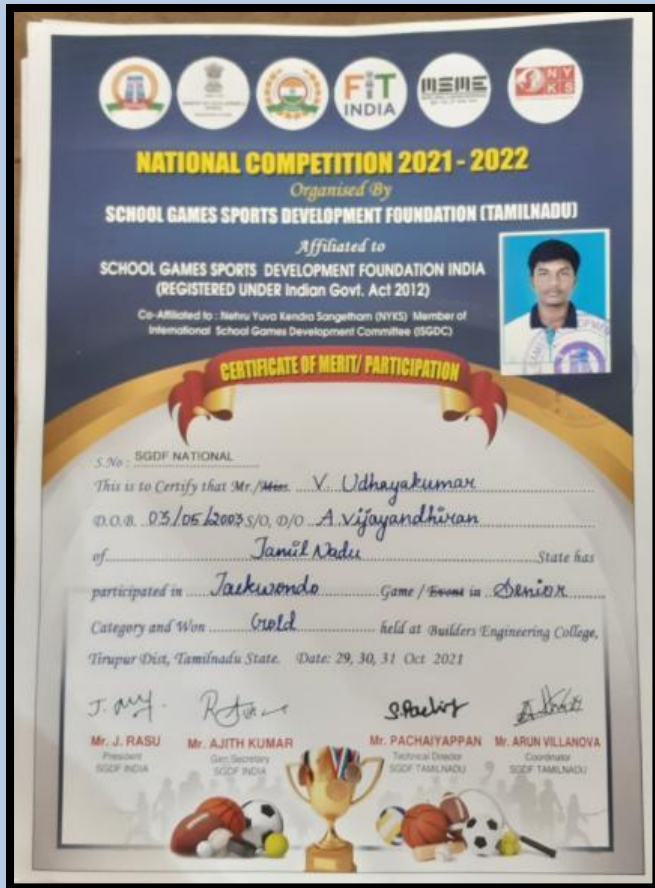 FiT
INDIA
MSME
NY
KS
NATIONAL COMPETITION 2021 - 2022
Organised By
SCHOOL GAMES SPORTS DEVELOPMENT FOUNDATION (TAMILNADU)
Affiliated to
SCHOOL GAMES SPORTS DEVELOPMENT FOUNDATION INDIA
(REGISTERED UNDER Indian Govt. Act 2012)
Co-Affiliated to : Nehru Yuva Kendra Sangetham (NYKS) Member of
International School Games Development Committee (ISGDC)
CERTIFICATE OF MERIT/ PARTICIPATION
S.No : SGDF NATIONAL
This is to Certify that Mr./Miss. V. Udhayakumar
D.O.B. 03/05/2003 S/O, D/O A. Vijayandhiran
of Tamil Nadu State has
participated in Taekwondo Game / Event in Senior
Category and Won Gold held at Builders Engineering College,
Tirupur Dist, Tamilnadu State. Date: 29, 30, 31 Oct 2021
Mr. J. RASU Mr. AJITH KUMAR Mr. PACHAIYAPPAN Mr. ARUN VILLANOVA
President Gen Secretary Technical Director Coordinator
SGDF INDIA SGDF INDIA SGDF TAMILNADU SGDF TAMILNADU